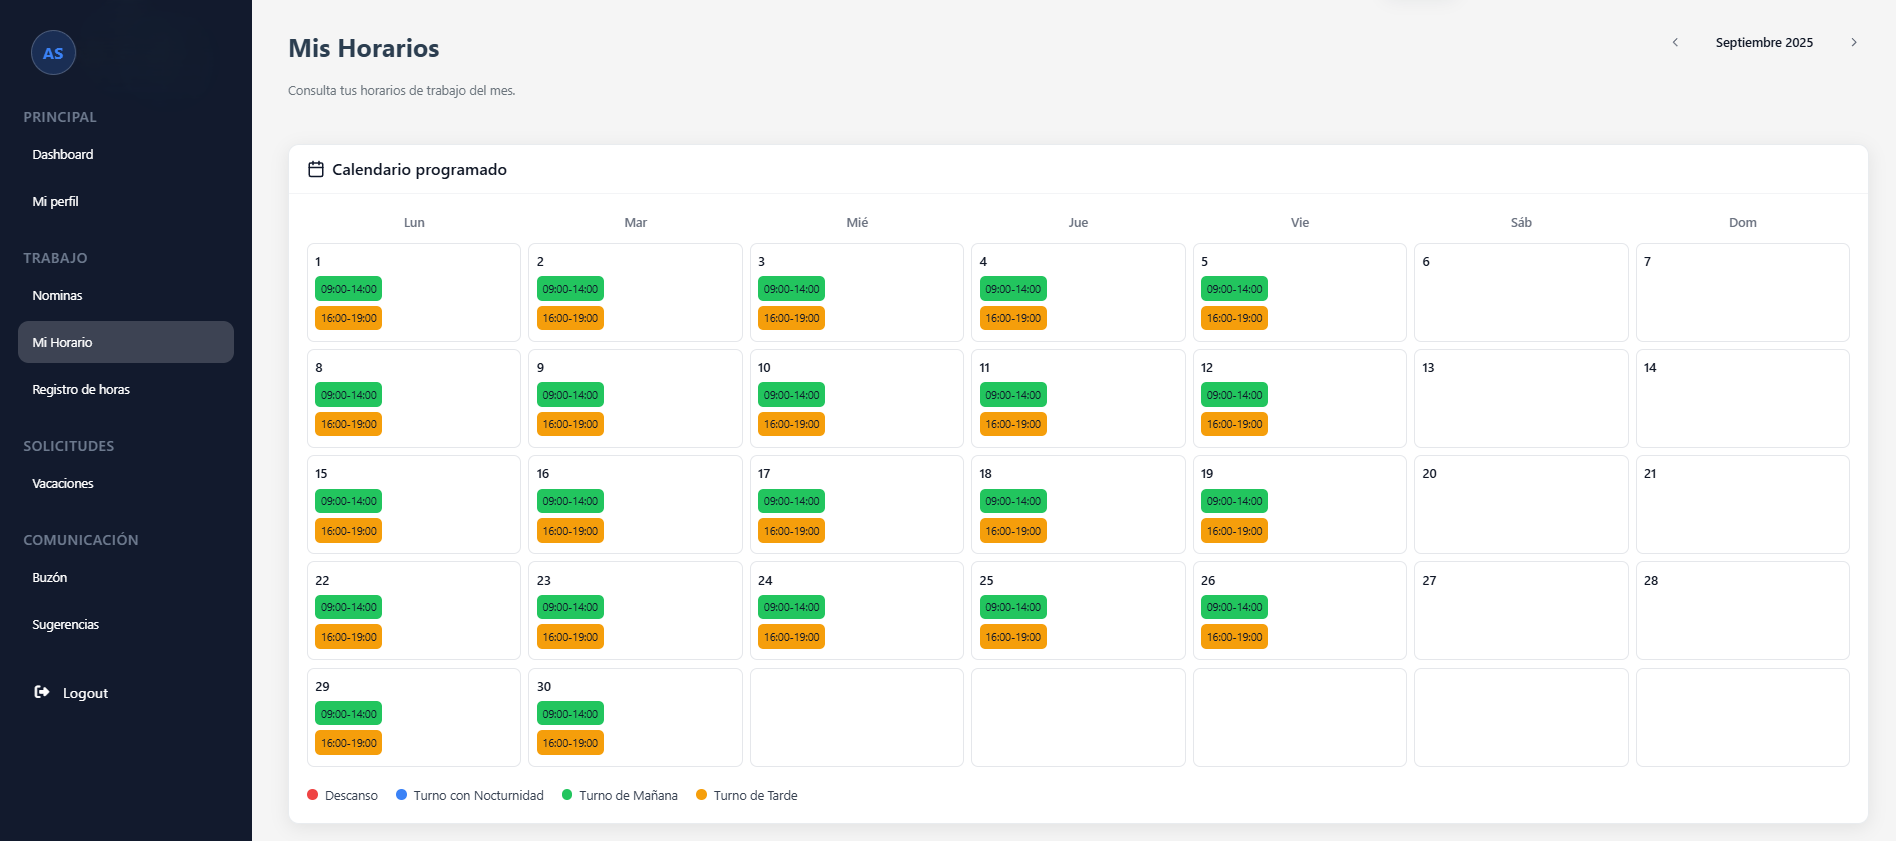 AS
PRINCIPAL
Dashboard
Mi perfil
TRABAJO
Nominas
Mi Horario
Registro de horas
SOLICITUDES
Vacaciones
COMUNICACIÓN
Buzón
Sugerencias
Logout
Mis Horarios
Septiembre 2025
Consulta tus horarios de trabajo del mes.
Calendario programado
Lun Mar Mié Jue Vie Sáb Dom
1 2 3 4 5 6 7
09:00-14:00 09:00-14:00 09:00-14:00 09:00-14:00 09:00-14:00
16:00-19:00 16:00-19:00 16:00-19:00 16:00-19:00 16:00-19:00
8 9 10 11 12 13 14
09:00-14:00 09:00-14:00 09:00-14:00 09:00-14:00 09:00-14:00
16:00-19:00 16:00-19:00 16:00-19:00 16:00-19:00 16:00-19:00
15 16 17 18 19 20 21
09:00-14:00 09:00-14:00 09:00-14:00 09:00-14:00 09:00-14:00
16:00-19:00 16:00-19:00 16:00-19:00 16:00-19:00 16:00-19:00
22 23 24 25 26 27 28
09:00-14:00 09:00-14:00 09:00-14:00 09:00-14:00 09:00-14:00
16:00-19:00 16:00-19:00 16:00-19:00 16:00-19:00 16:00-19:00
29 30
09:00-14:00 09:00-14:00
16:00-19:00 16:00-19:00
Descanso Turno con Nocturnidad Turno de Mañana Turno de Tarde